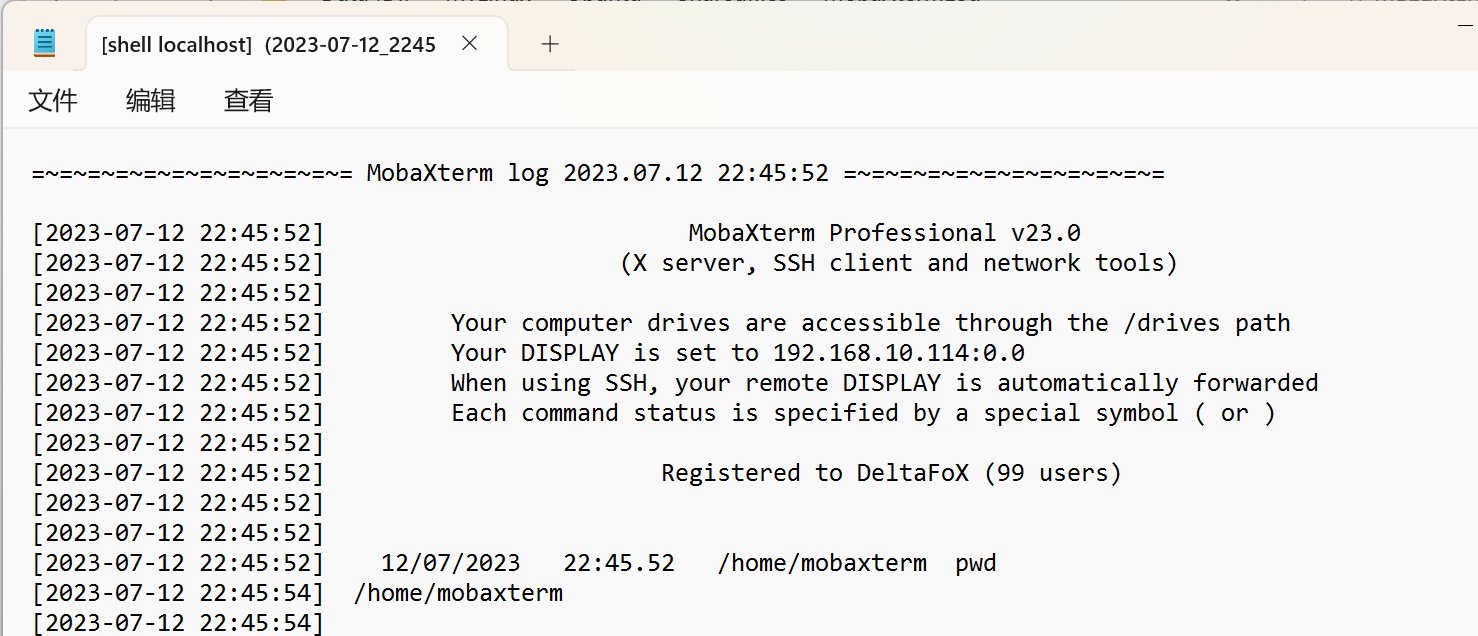 [shell localhost] (2023-07-12_2245
文件 编辑 查看
=~=~=~=~=~=~=~=~=~=~=~= MobaXterm log 2023.07.12 22:45:52 =~=~=~=~=~=~=~=~=~=~=~=
[2023-07-12 22:45:52] MobaXterm Professional v23.0
[2023-07-12 22:45:52] (X server, SSH client and network tools)
[2023-07-12 22:45:52]
[2023-07-12 22:45:52] Your computer drives are accessible through the /drives path
[2023-07-12 22:45:52] Your DISPLAY is set to 192.168.10.114:0.0
[2023-07-12 22:45:52] When using SSH, your remote DISPLAY is automatically forwarded
[2023-07-12 22:45:52] Each command status is specified by a special symbol ( or )
[2023-07-12 22:45:52]
[2023-07-12 22:45:52] Registered to DeltaFoX (99 users)
[2023-07-12 22:45:52]
[2023-07-12 22:45:52]
[2023-07-12 22:45:52] 12/07/2023 22:45.52 /home/mobaxterm pwd
[2023-07-12 22:45:54] /home/mobaxterm
[2023-07-12 22:45:54]